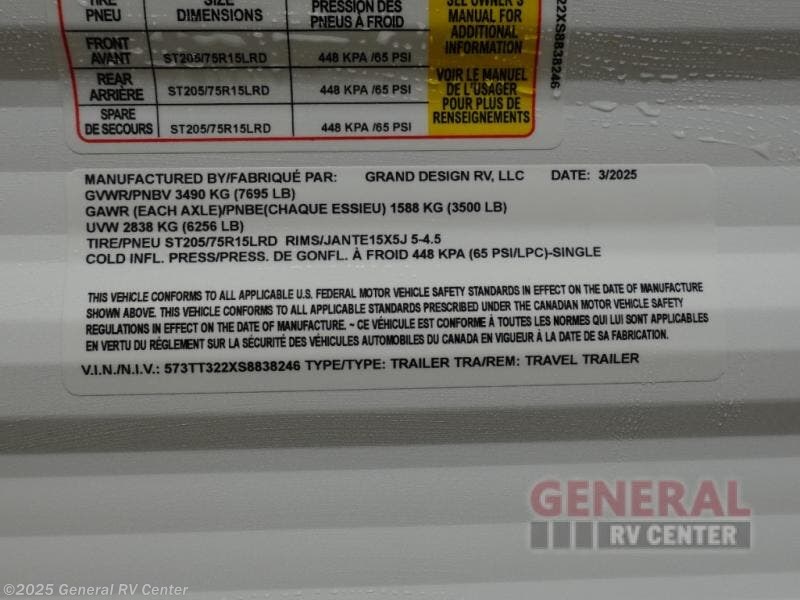 TIRE SIZE PRESSION DES SEE OWNER'S
PNEU DIMENSIONS PNEUS À FROID MANUAL FOR
ADDITIONAL
INFORMATION
FRONT
AVANT ST205/75R15LRD 448 KPA /65 PSI
REAR
ARRIÈRE ST205/75R15LRD 448 KPA /65 PSI
VOIR LE MANUEL
DE L'USAGER
POUR PLUS DE
RENSEIGNEMENTS
SPARE
DE SECOURS ST205/75R15LRD 448 KPA /65 PSI
22XS8838246
MANUFACTURED BY/FABRIQUÉ PAR: GRAND DESIGN RV, LLC DATE: 3/2025
GVWR/PNBV 3490 KG (7695 LB)
GAWR (EACH AXLE)/PNBE(CHAQUE ESSIEU) 1588 KG (3500 LB)
UVW 2838 KG (6256 LB)
TIRE/PNEU ST205/75R15LRD RIMS/JANTE15X5J 5-4.5
COLD INFL. PRESS/PRESS. DE GONFL. À FROID 448 KPA (65 PSI/LPC)-SINGLE
THIS VEHICLE CONFORMS TO ALL APPLICABLE U.S. FEDERAL MOTOR VEHICLE SAFETY STANDARDS IN EFFECT ON THE DATE OF MANUFACTURE
SHOWN ABOVE. THIS VEHICLE CONFORMS TO ALL APPLICABLE STANDARDS PRESCRIBED UNDER THE CANADIAN MOTOR VEHICLE SAFETY
REGULATIONS IN EFFECT ON THE DATE OF MANUFACTURE. ~ CE VÉHICULE EST CONFORME À TOUTES LES NORMES QUI LUI SONT APPLICABLES
EN VERTU DU RÉGLEMENT SUR LA SÉCURITÉ DES VÉHICULES AUTOMOBILES DU CANADA EN VIGUEUR À LA DATE DE SA FABRICATION.
V.I.N./N.I.V.: 573TT322XS8838246 TYPE/TYPE: TRAILER TRA/REM: TRAVEL TRAILER
GENERAL
RV CENTER
©2025 General RV Center